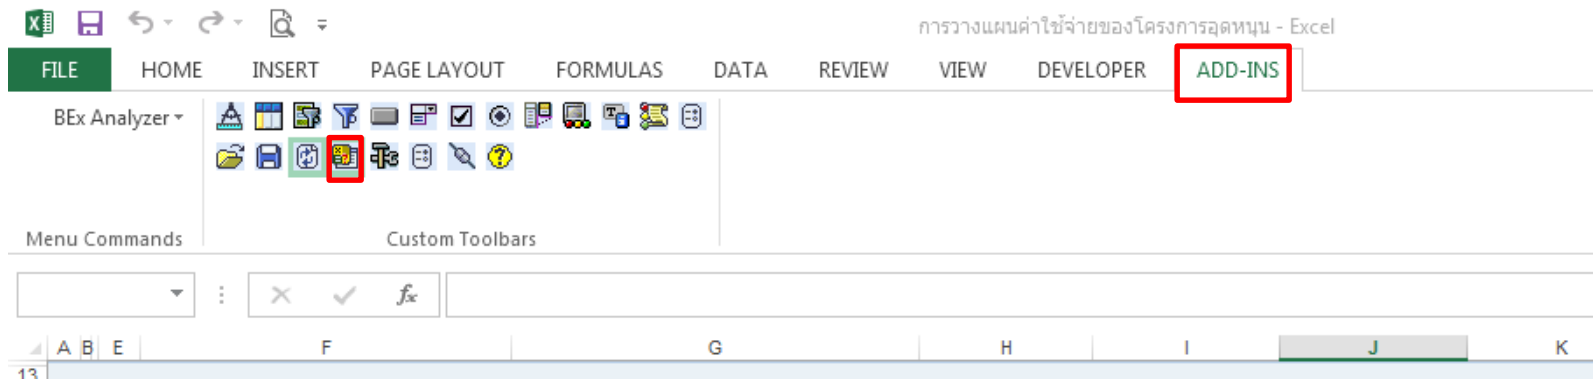 การวางแผนค่าใช้จ่ายของโครงการอุดหนุน - Excel
FILE HOME INSERT PAGE LAYOUT FORMULAS DATA REVIEW VIEW DEVELOPER ADD-INS
BEx Analyzer
Menu Commands Custom Toolbars
fx
A B E F G H I J K
13